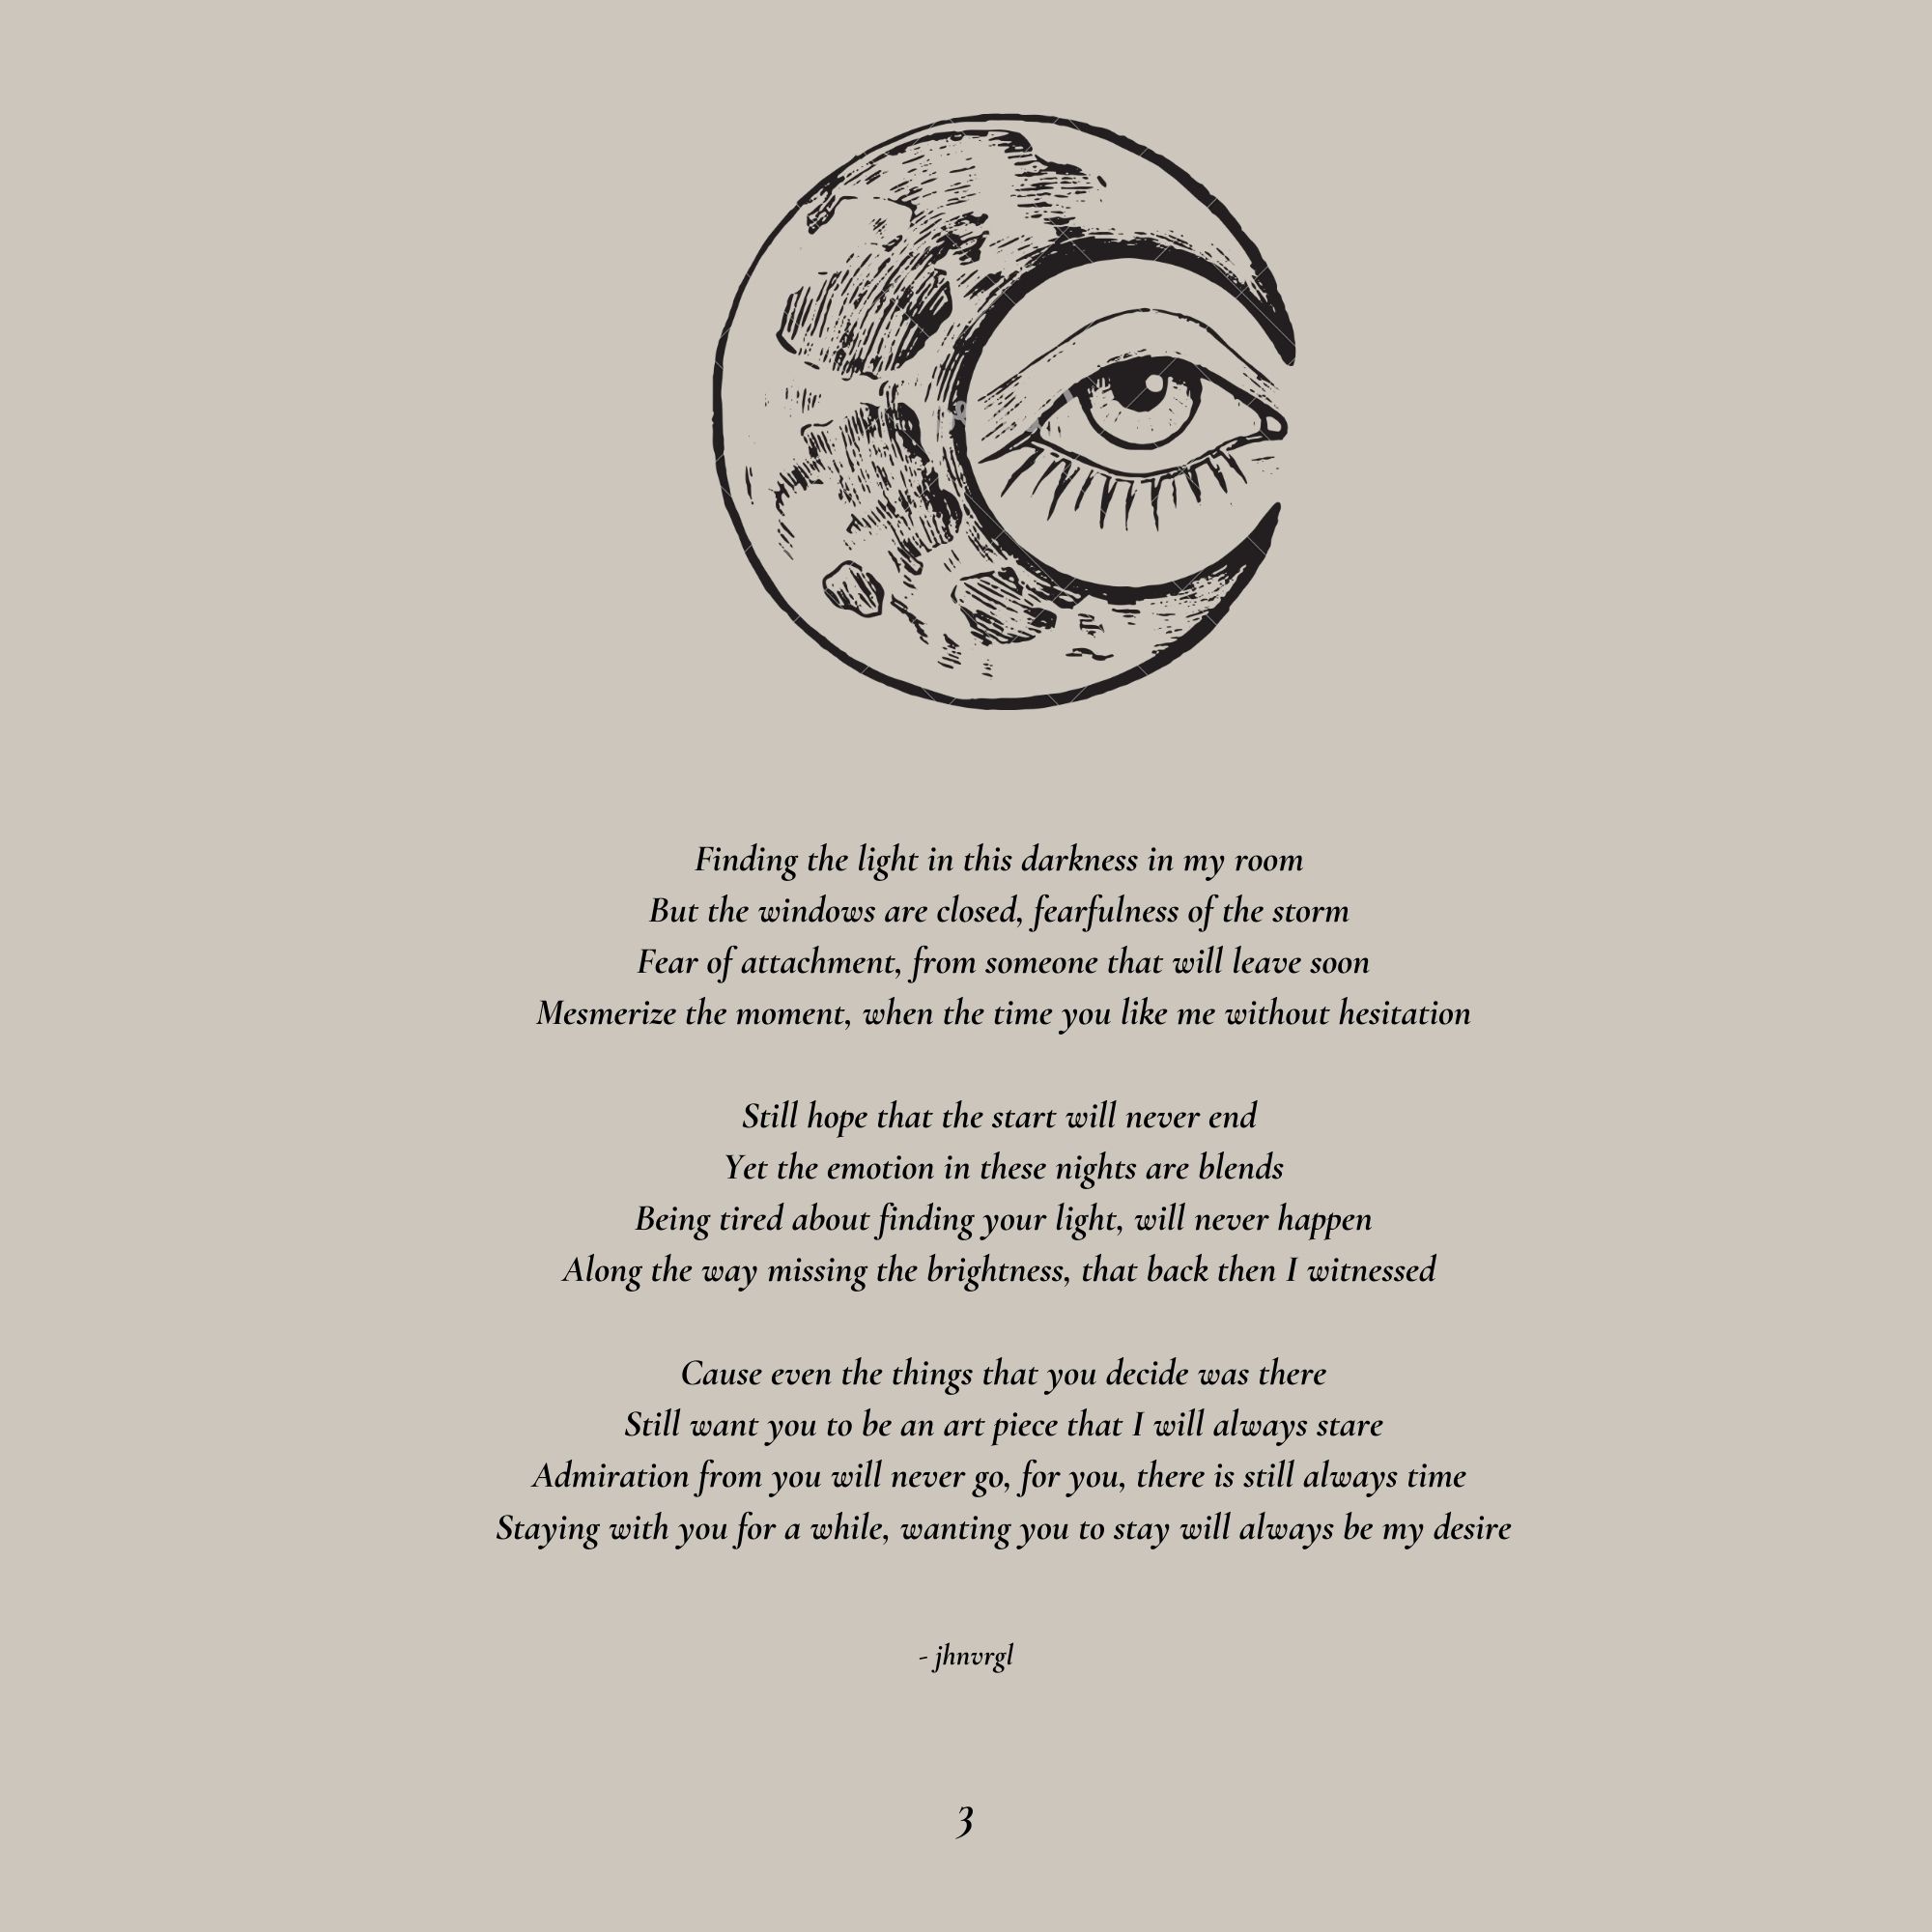 Finding the light in this darkness in my room
But the windows are closed, fearfulness of the storm
Fear of attachment, from someone that will leave soon
Mesmerize the moment, when the time you like me without hesitation
Still hope that the start will never end
Yet the emotion in these nights are blends
Being tired about finding your light, will never happen
Along the way missing the brightness, that back then I witnessed
Cause even the things that you decide was there
Still want you to be an art piece that I will always stare
Admiration from you will never go, for you, there is still always time
Staying with you for a while, wanting you to stay will always be my desire
- jhnvrgl
3